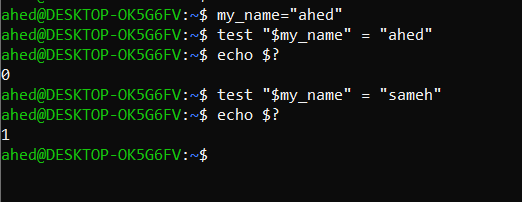 ahed@DESKTOP-OK5G6FV:~$ my_name="ahed"
ahed@DESKTOP-OK5G6FV:~$ test "$my_name" = "ahed"
ahed@DESKTOP-OK5G6FV:~$ echo $?
0
ahed@DESKTOP-OK5G6FV:~$ test "$my_name" = "sameh"
ahed@DESKTOP-OK5G6FV:~$ echo $?
1
ahed@DESKTOP-OK5G6FV:~$